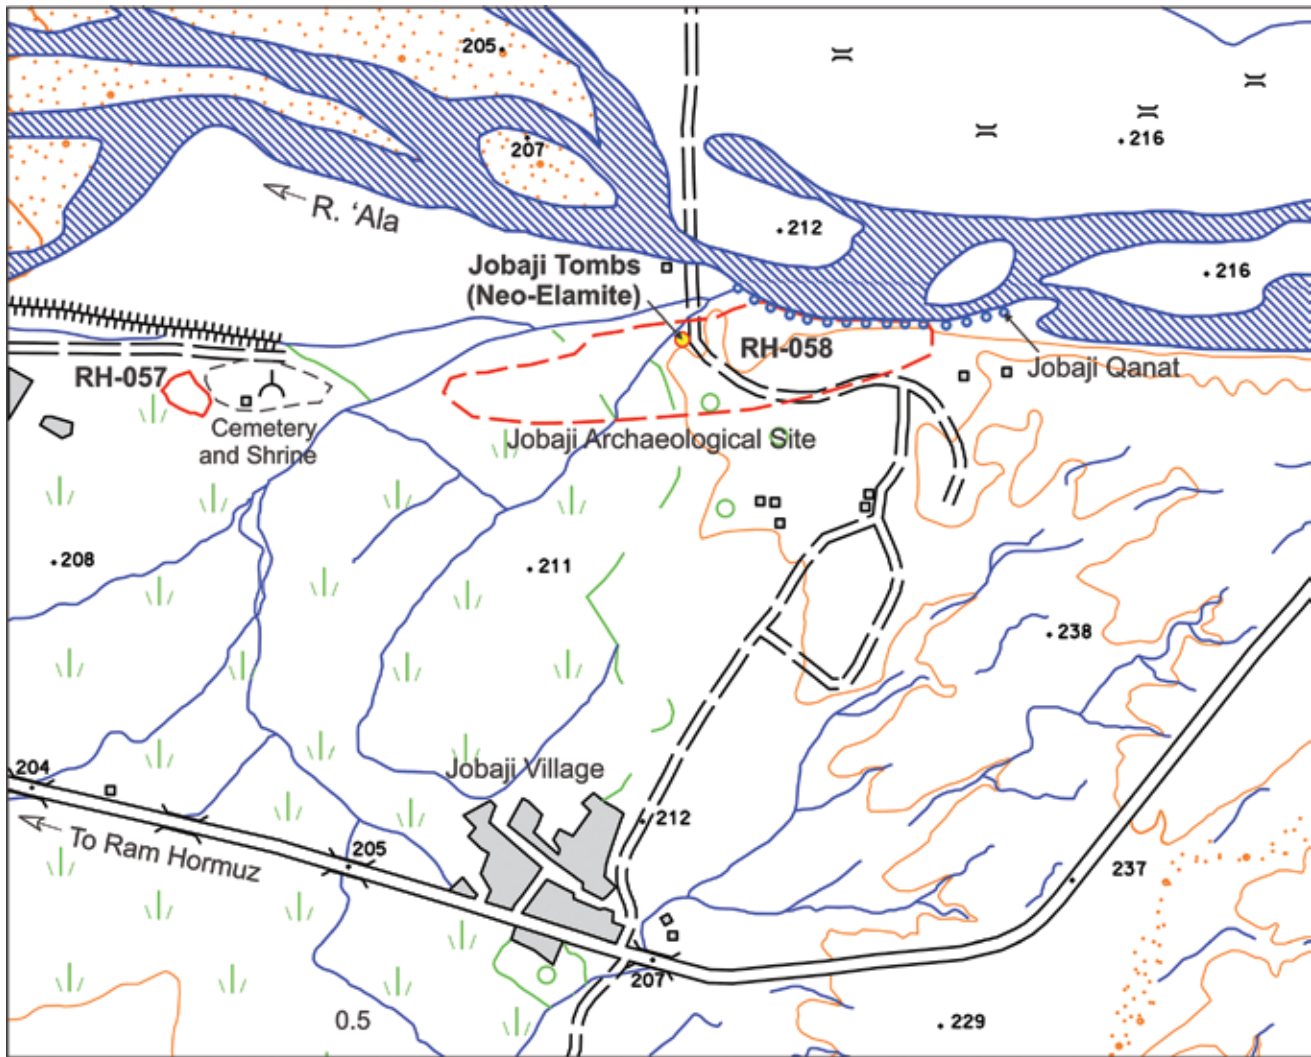 205
207
216
R. ‘Ala
212
216
Jobaji Tombs
(Neo-Elamite)
RH-058
Jobaji Qanat
RH-057
Cemetery
and Shrine
Jobaji Archaeological Site
208
211
238
Jobaji Village
204
212
To Ram Hormuz
205
237
207
0.5
229